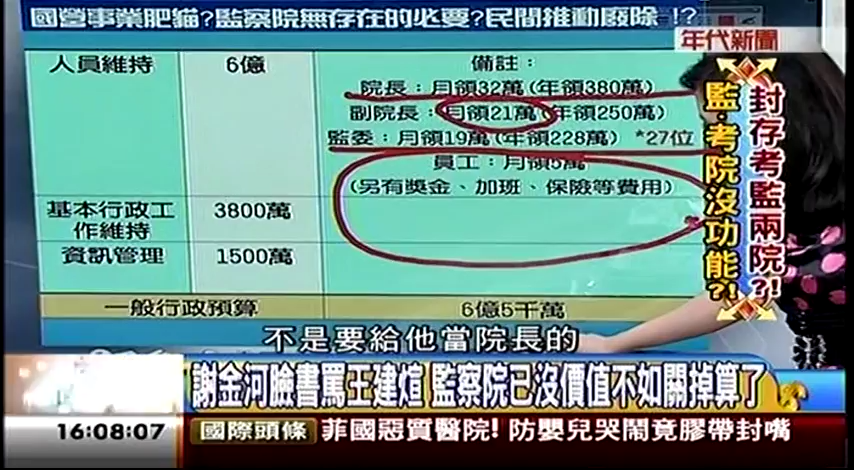 國營事業肥貓?監察院無存在的必要?民間推動廢除!?
年代新聞
人員維持 6億
備註:
院長:月領32萬(年領380萬)
副院長:月領21萬(年領250萬)
監委:月領19萬(年領228萬) *27位
員工:月領5萬
(另有獎金、加班、保險等費用)
基本行政工作維持 3800萬
資訊管理 1500萬
一般行政預算 6億5千萬
封存考監兩院?!
監·考院沒功能?!
不是要給他當院長的
謝金河臉書罵王建煊 監察院已沒價值不如關掉算了
16:08:07 國際頭條 菲國惡質醫院! 防嬰兒哭鬧竟膠帶封嘴